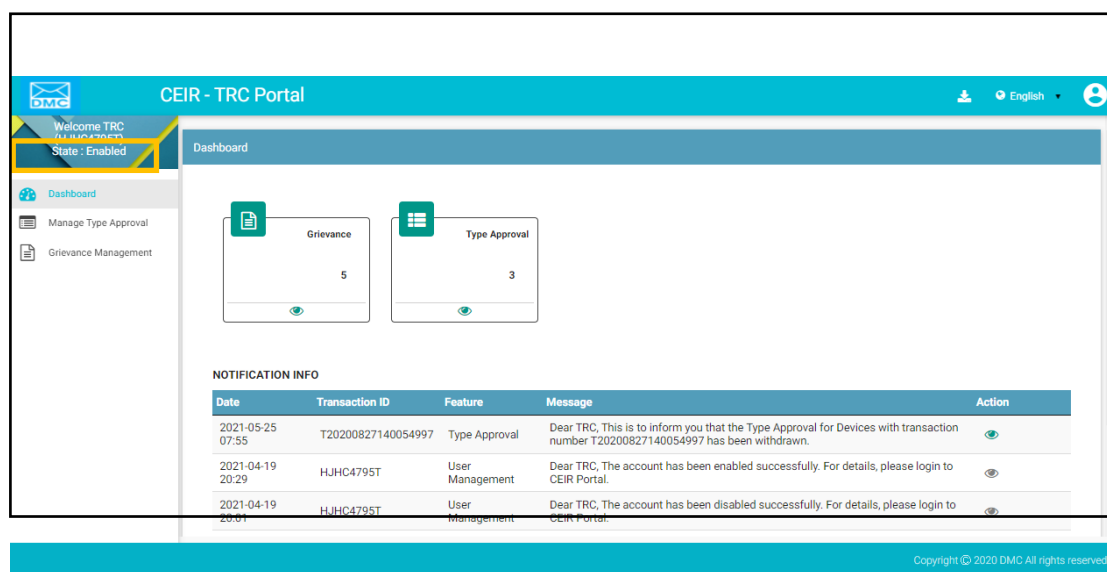 DMC
CEIR - TRC Portal
English
Welcome TRC
(HJHC4795T)
State : Enabled
Dashboard
Dashboard
Manage Type Approval
Grievance Management
Grievance
5
Type Approval
3
NOTIFICATION INFO
Date Transaction ID Feature Message Action
2021-05-25 07:55 T20200827140054997 Type Approval Dear TRC, This is to inform you that the Type Approval for Devices with transaction
number T20200827140054997 has been withdrawn.
2021-04-19 20:29 HJHC4795T User Management Dear TRC, The account has been enabled successfully. For details, please login to
CEIR Portal.
2021-04-19 20:01 HJHC4795T User Management Dear TRC, The account has been disabled successfully. For details, please login to
CEIR Portal.
Copyright © 2020 DMC All rights reserved